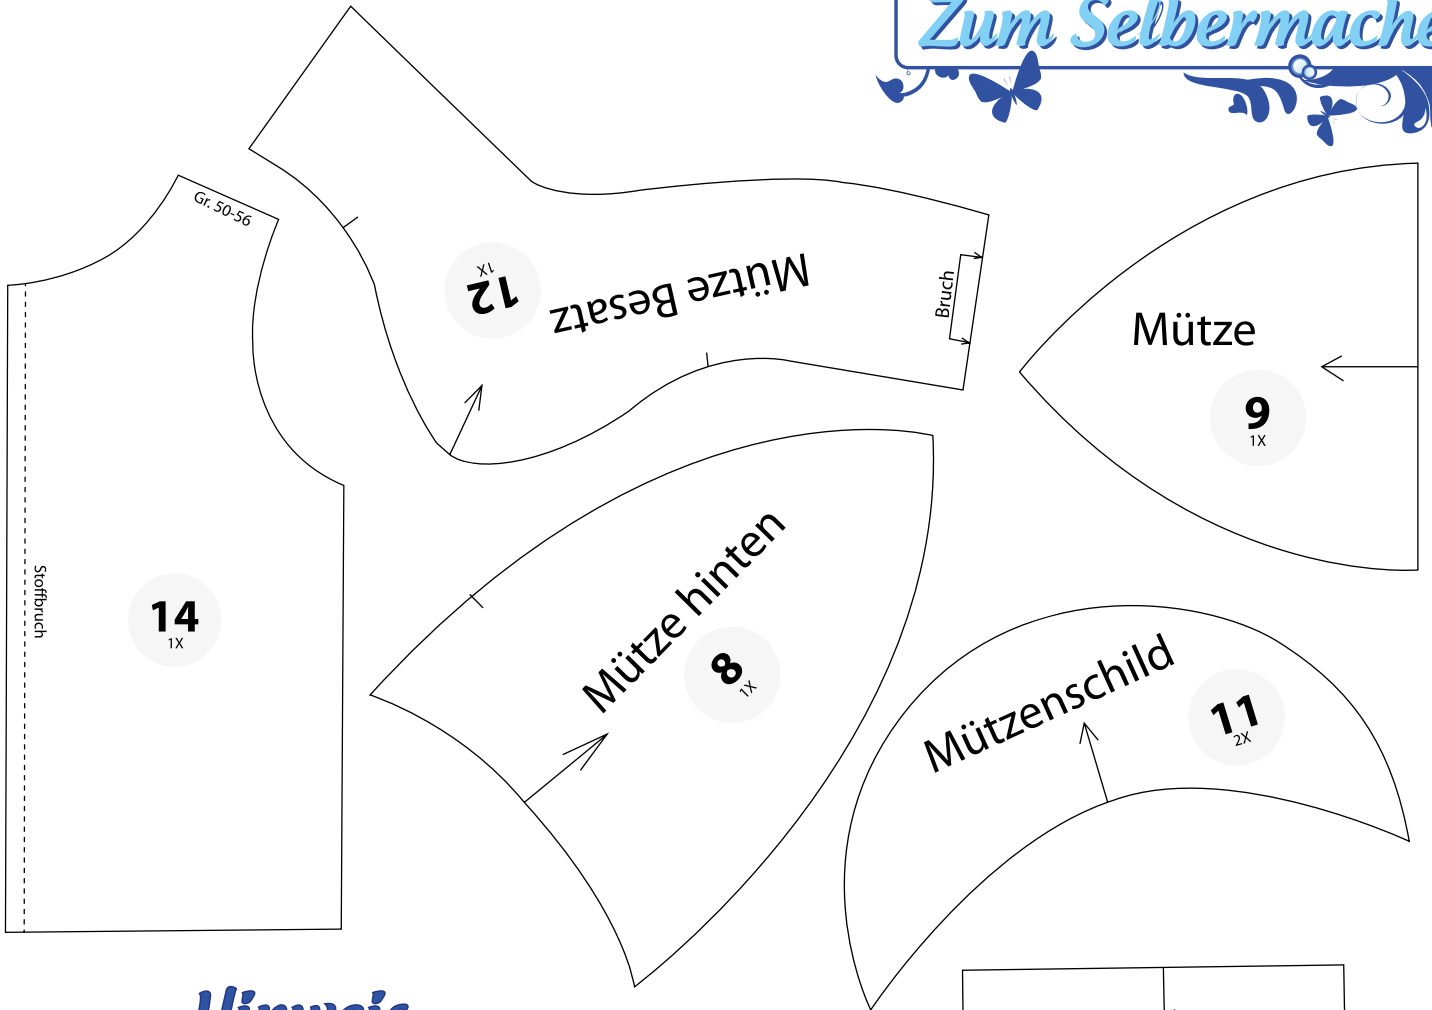 Zum Selbermache
Gr. 50-56
Stoffbruch
14
1X
12
1X
Mütze Besatz
Bruch
Mütze
9
1X
Mütze hinten
8
1X
Mützenschild
11
2X
Hinweis